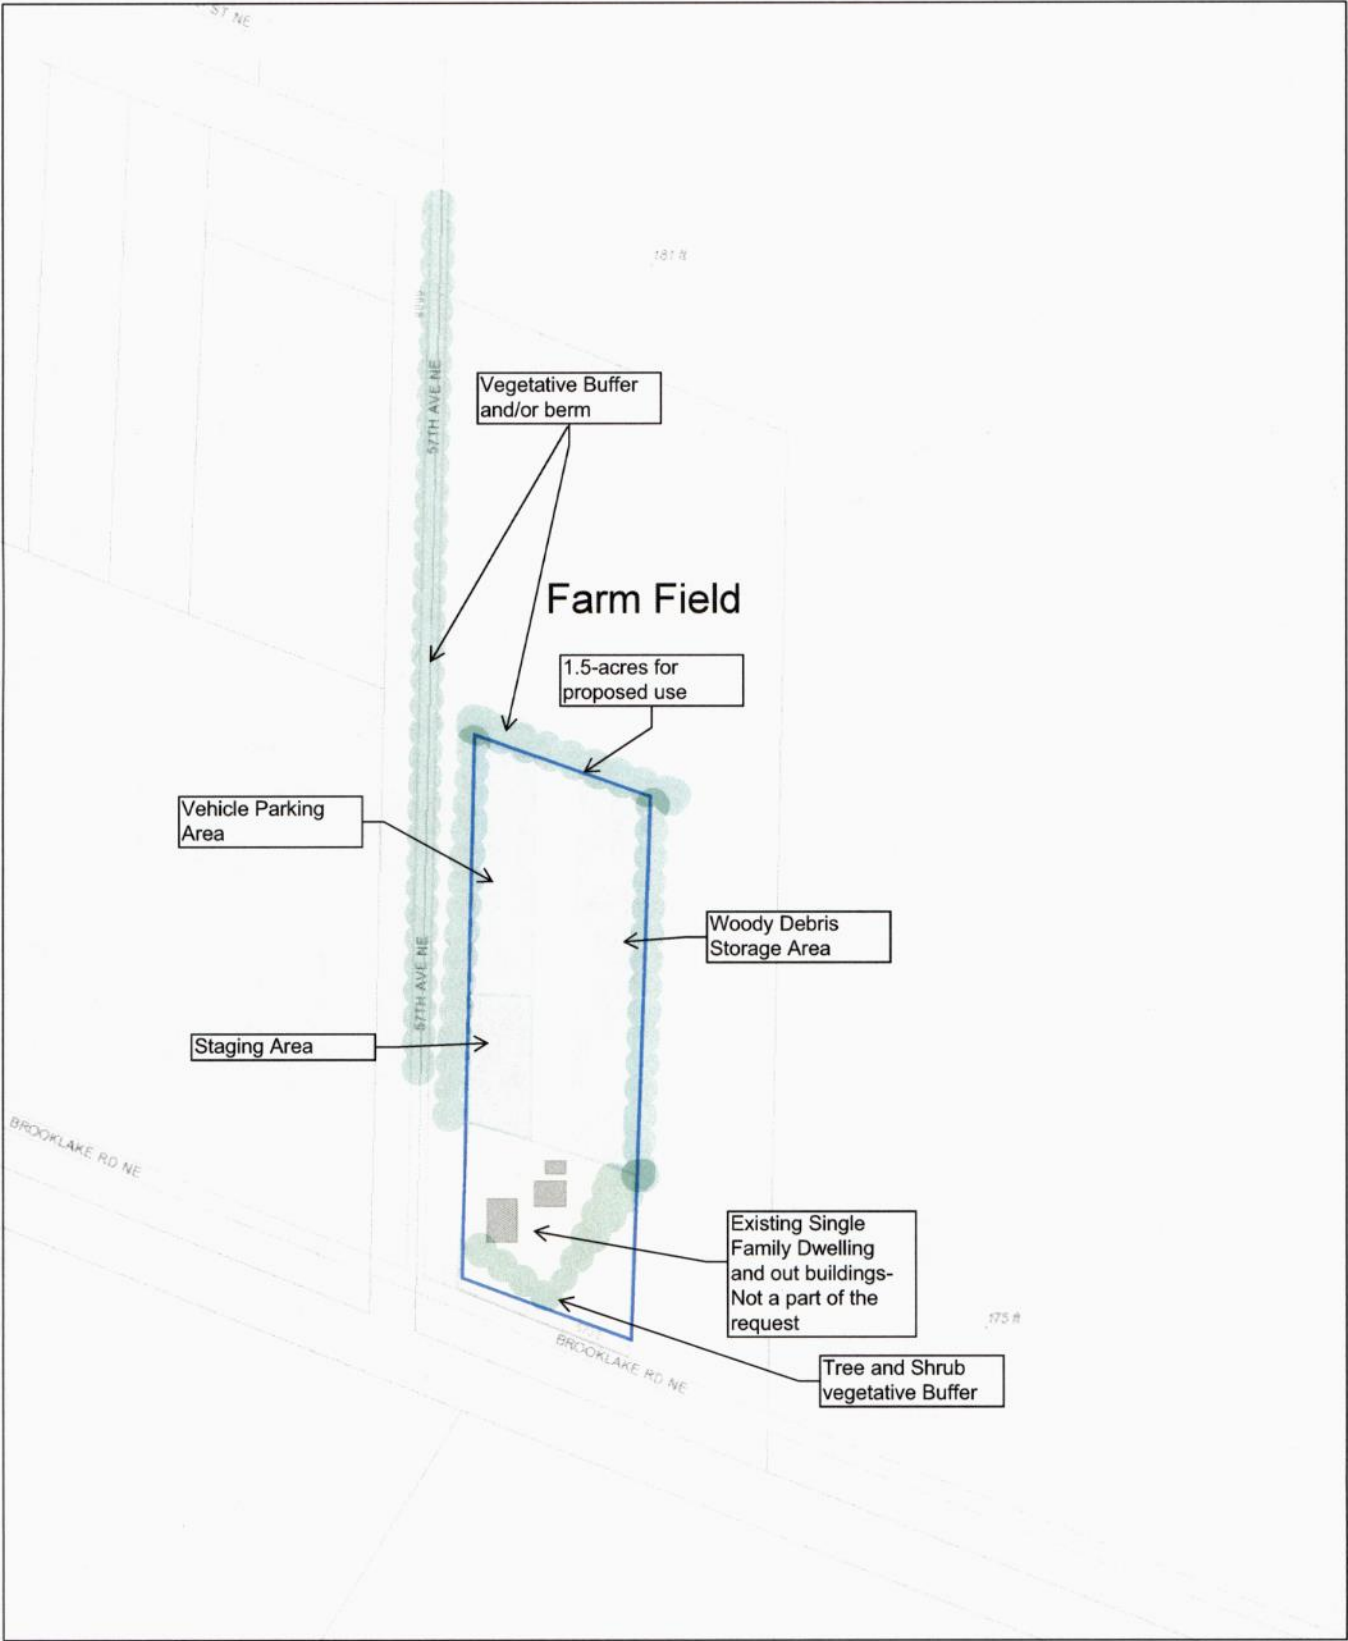 ST NE
181 ft
57TH AVE NE
Vegetative Buffer
and/or berm
Farm Field
1.5-acres for
proposed use
Vehicle Parking
Area
Woody Debris
Storage Area
57TH AVE NE
Staging Area
BROOKLAKE RD NE
Existing Single
Family Dwelling
and out buildings-
Not a part of the
request
175 ft
BROOKLAKE RD NE
Tree and Shrub
vegetative Buffer